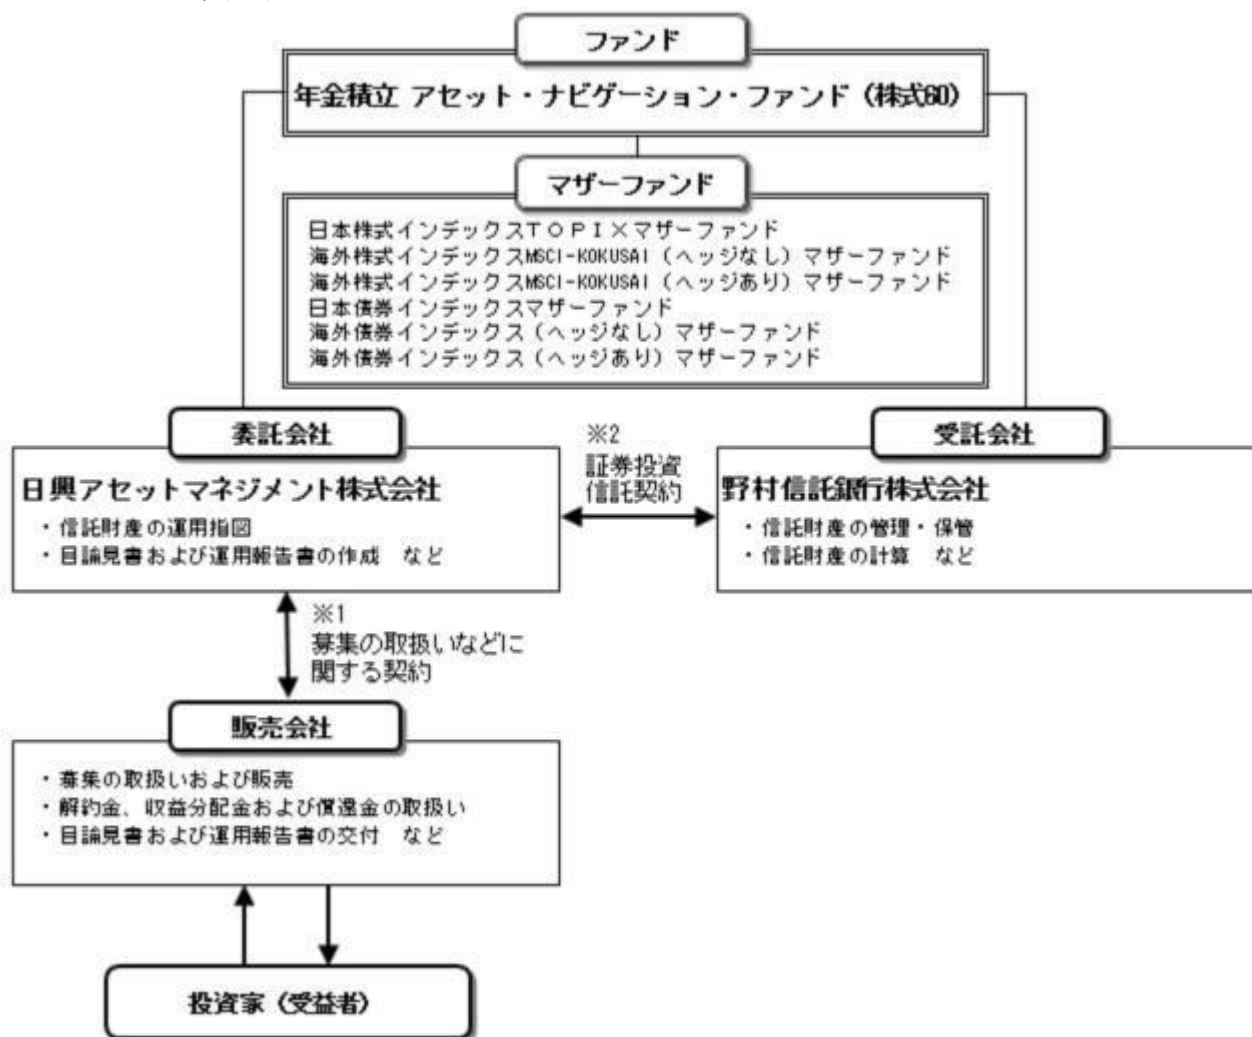 ファンド
年金積立 アセット・ナビゲーション・ファンド（株式60）
マザーファンド
日本株式インデックスTOPIXマザーファンド
海外株式インデックスMSCI-KOKUSAI（ヘッジなし）マザーファンド
海外株式インデックスMSCI-KOKUSAI（ヘッジあり）マザーファンド
日本債券インデックスマザーファンド
海外債券インデックス（ヘッジなし）マザーファンド
海外債券インデックス（ヘッジあり）マザーファンド
委託会社
日興アセットマネジメント株式会社
・信託財産の運用指図
・目論見書および運用報告書の作成　など
※2
証券投資
信託契約
受託会社
野村信託銀行株式会社
・信託財産の管理・保管
・信託財産の計算　など
※1
募集の取扱いなどに
関する契約
販売会社
・募集の取扱いおよび販売
・解約金、収益分配金および償還金の取扱い
・目論見書および運用報告書の交付　など
投資家（受益者）